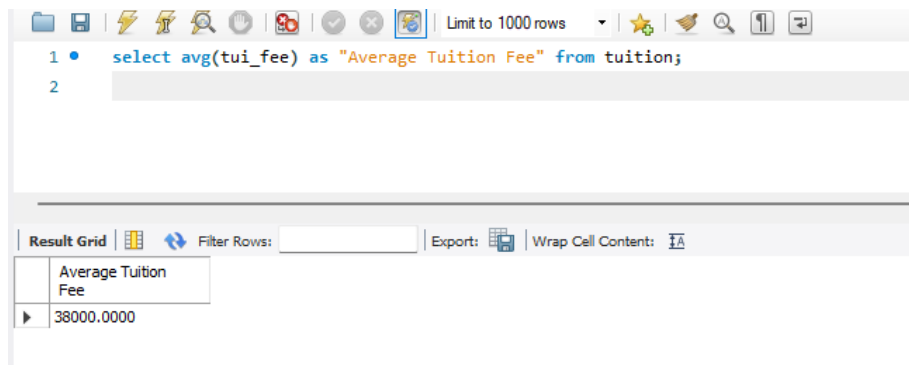 Limit to 1000 rows
1 select avg(tui_fee) as "Average Tuition Fee" from tuition;
2
Result Grid Filter Rows: Export: Wrap Cell Content: IA
Average Tuition
Fee
38000.0000